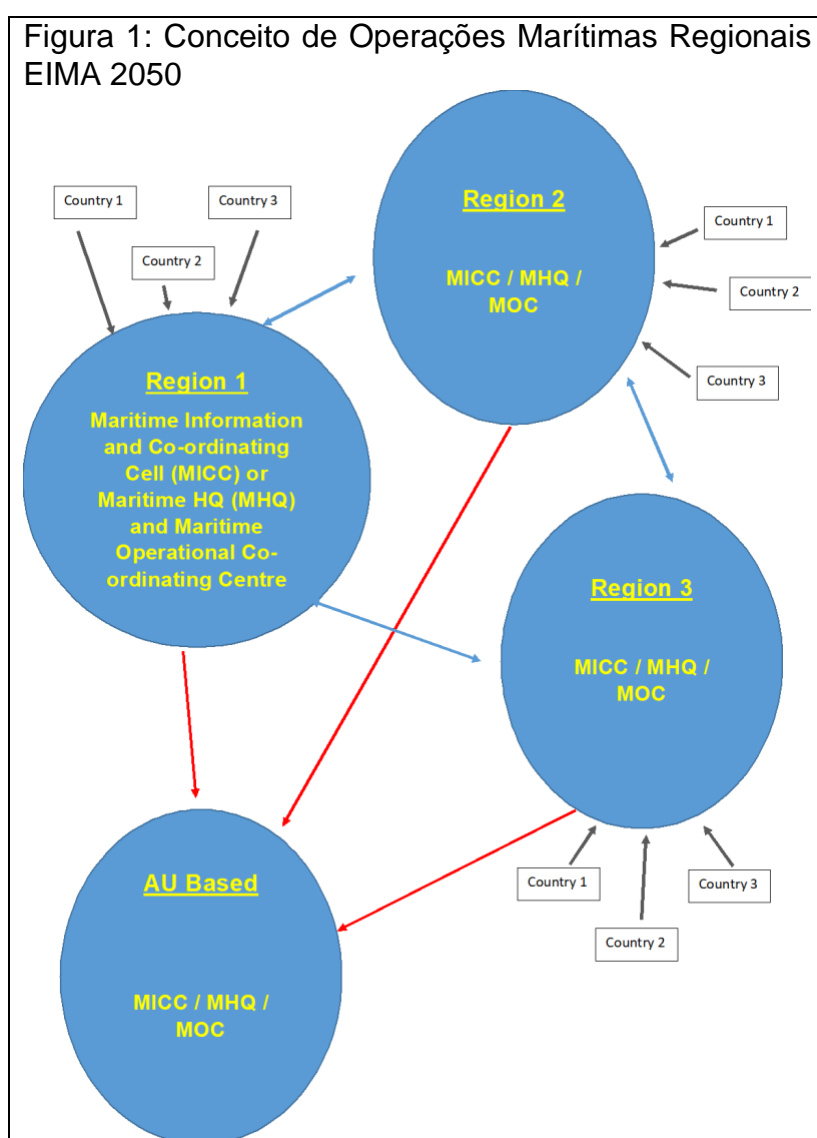 Figura 1: Conceito de Operações Marítimas Regionais
EIMA 2050
Country 1
Country 3
Country 2
Region 1
Maritime Information
and Co-ordinating
Cell (MICC) or
Maritime HQ (MHQ)
and Maritime
Operational Co-
ordinating Centre
Region 2
MICC / MHQ /
MOC
Country 1
Country 2
Country 3
Region 3
MICC / MHQ /
MOC
Country 1
Country 3
Country 2
AU Based
MICC / MHQ /
MOC